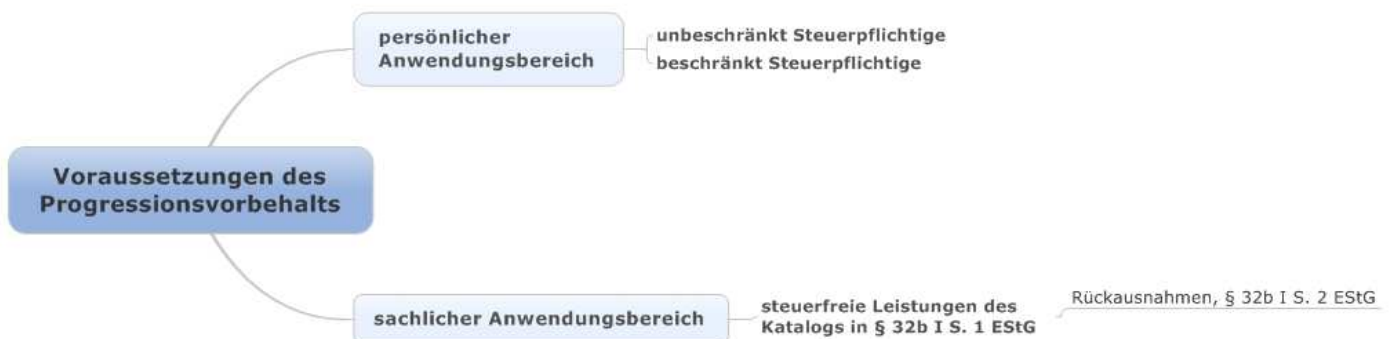 persönlicher
Anwendungsbereich
unbeschränkt Steuerpflichtige
beschränkt Steuerpflichtige
Voraussetzungen des
Progressionsvorbehalts
sachlicher Anwendungsbereich
steuerfreie Leistungen des
Katalogs in § 32b I S. 1 EStG
Rückausnahmen, § 32b I S. 2 EStG